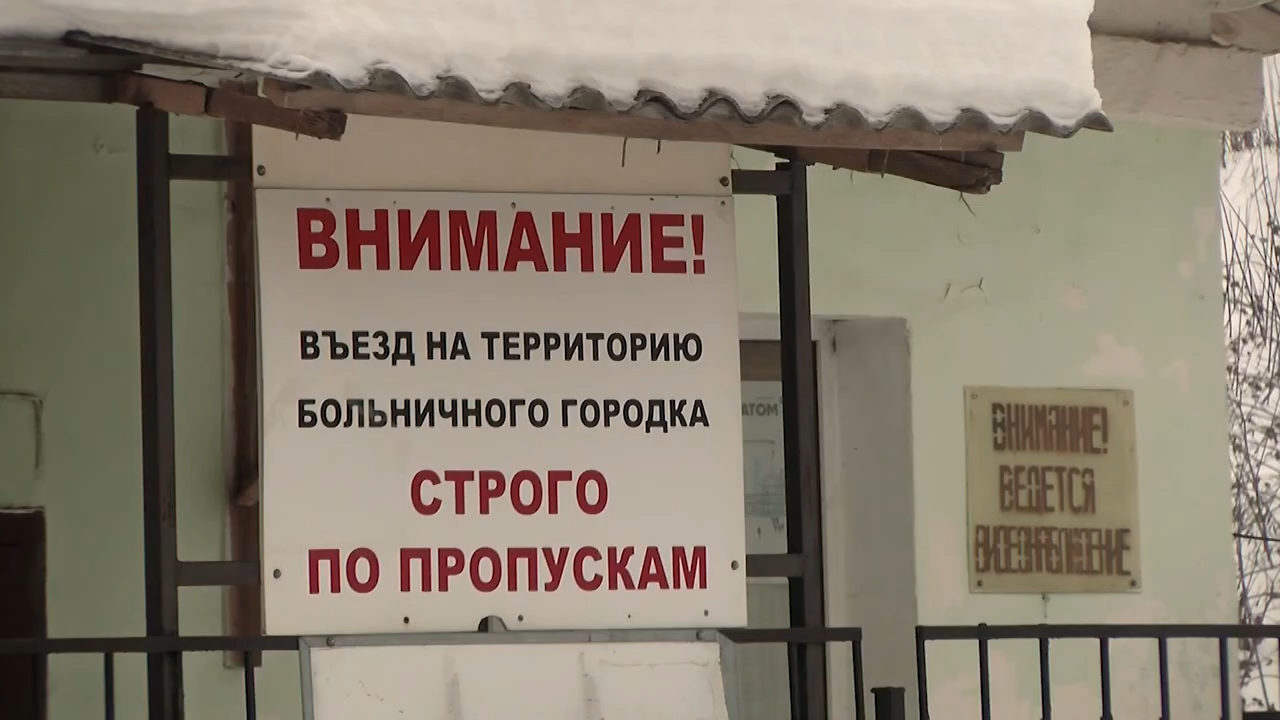 ВНИМАНИЕ!
ВЪЕЗД НА ТЕРРИТОРИЮ
БОЛЬНИЧНОГО ГОРОДКА
СТРОГО
ПО ПРОПУСКАМ
ВНИМАНИЕ!
ВЕДЕТСЯ
ВИДЕОНАБЛЮДЕНИЕ